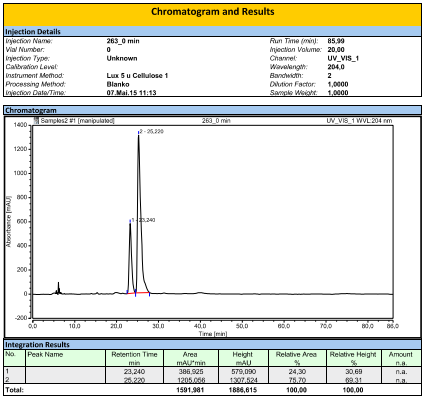 Chromatogram and Results
Injection Details
Injection Name: 263_0 min Run Time (min): 85,99
Vial Number: 0 Injection Volume: 20,00
Injection Type: Unknown Channel: UV_VIS_1
Calibration Level: Wavelength: 204,0
Instrument Method: Lux 5 u Cellulose 1 Bandwidth: 2
Processing Method: Blanko Dilution Factor: 1,0000
Injection Date/Time: 07.Mai.15 11:13 Sample Weight: 1,0000
Chromatogram
Samples2 #1 [manipulated] 263_0 min UV_VIS_1 WVL:204 nm
1400
1200
1000
800
600
400
200
0
-200
Absorbance [mAU]
2 - 25,220
1 - 23,240
0,0 10,0 20,0 30,0 40,0 50,0 60,0 70,0 80,0 86,0
Time [min]
Integration Results
No. Peak Name Retention Time Area Height Relative Area Relative Height Amount
min mAU*min mAU % % n.a.
1 23,240 386,925 579,090 24,30 30,69 n.a.
2 25,220 1205,056 1307,524 75,70 69,31 n.a.
Total: 1591,981 1886,615 100,00 100,00